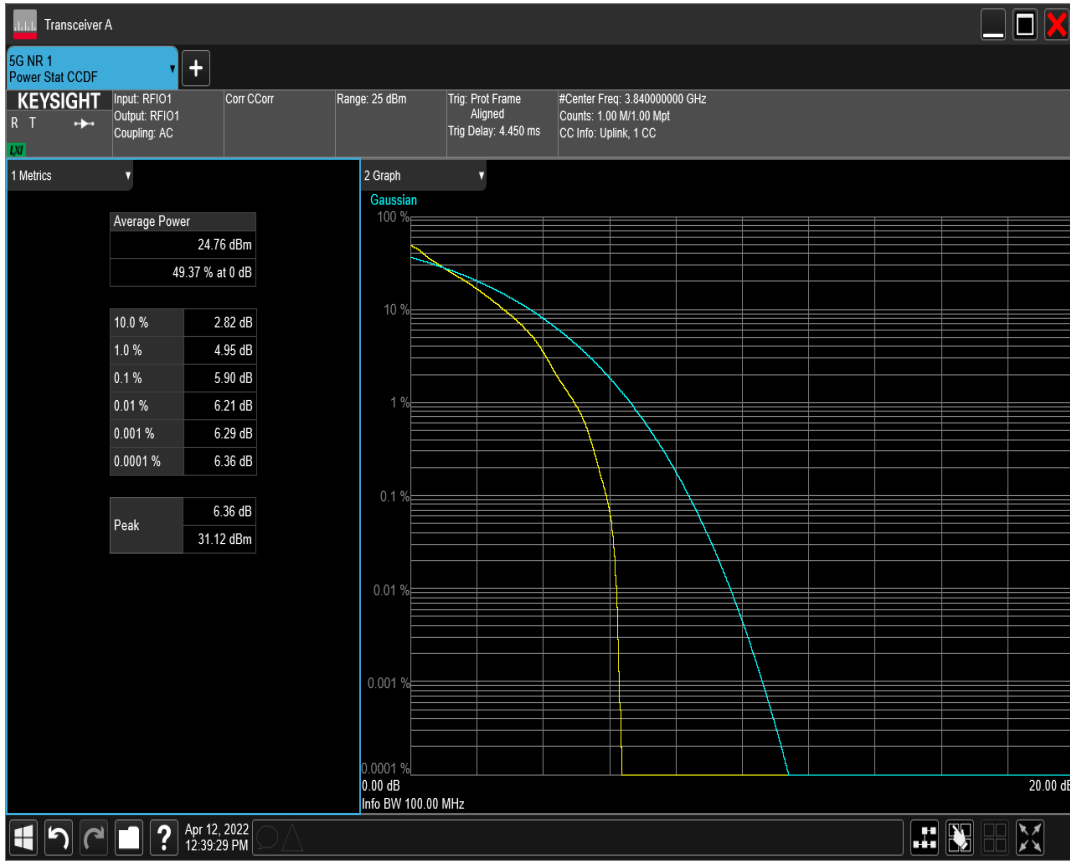 Transceiver A
5G NR 1
Power Stat CCDF
KEYSIGHT
R T
LXI
Input: RFIO1
Output: RFIO1
Coupling: AC
Corr CCorr
Range: 25 dBm
Trig: Prot Frame
Aligned
Trig Delay: 4.450 ms
#Center Freq: 3.840000000 GHz
Counts: 1.00 M/1.00 Mpt
CC Info: Uplink, 1 CC
1 Metrics
Average Power
24.76 dBm
49.37 % at 0 dB
10.0 % 2.82 dB
1.0 % 4.95 dB
0.1 % 5.90 dB
0.01 % 6.21 dB
0.001 % 6.29 dB
0.0001 % 6.36 dB
Peak 6.36 dB
31.12 dBm
2 Graph
Gaussian
100 %
10 %
1 %
0.1 %
0.01 %
0.001 %
0.0001 %
0.00 dB 20.00 dB
Info BW 100.00 MHz
Apr 12, 2022
12:39:29 PM